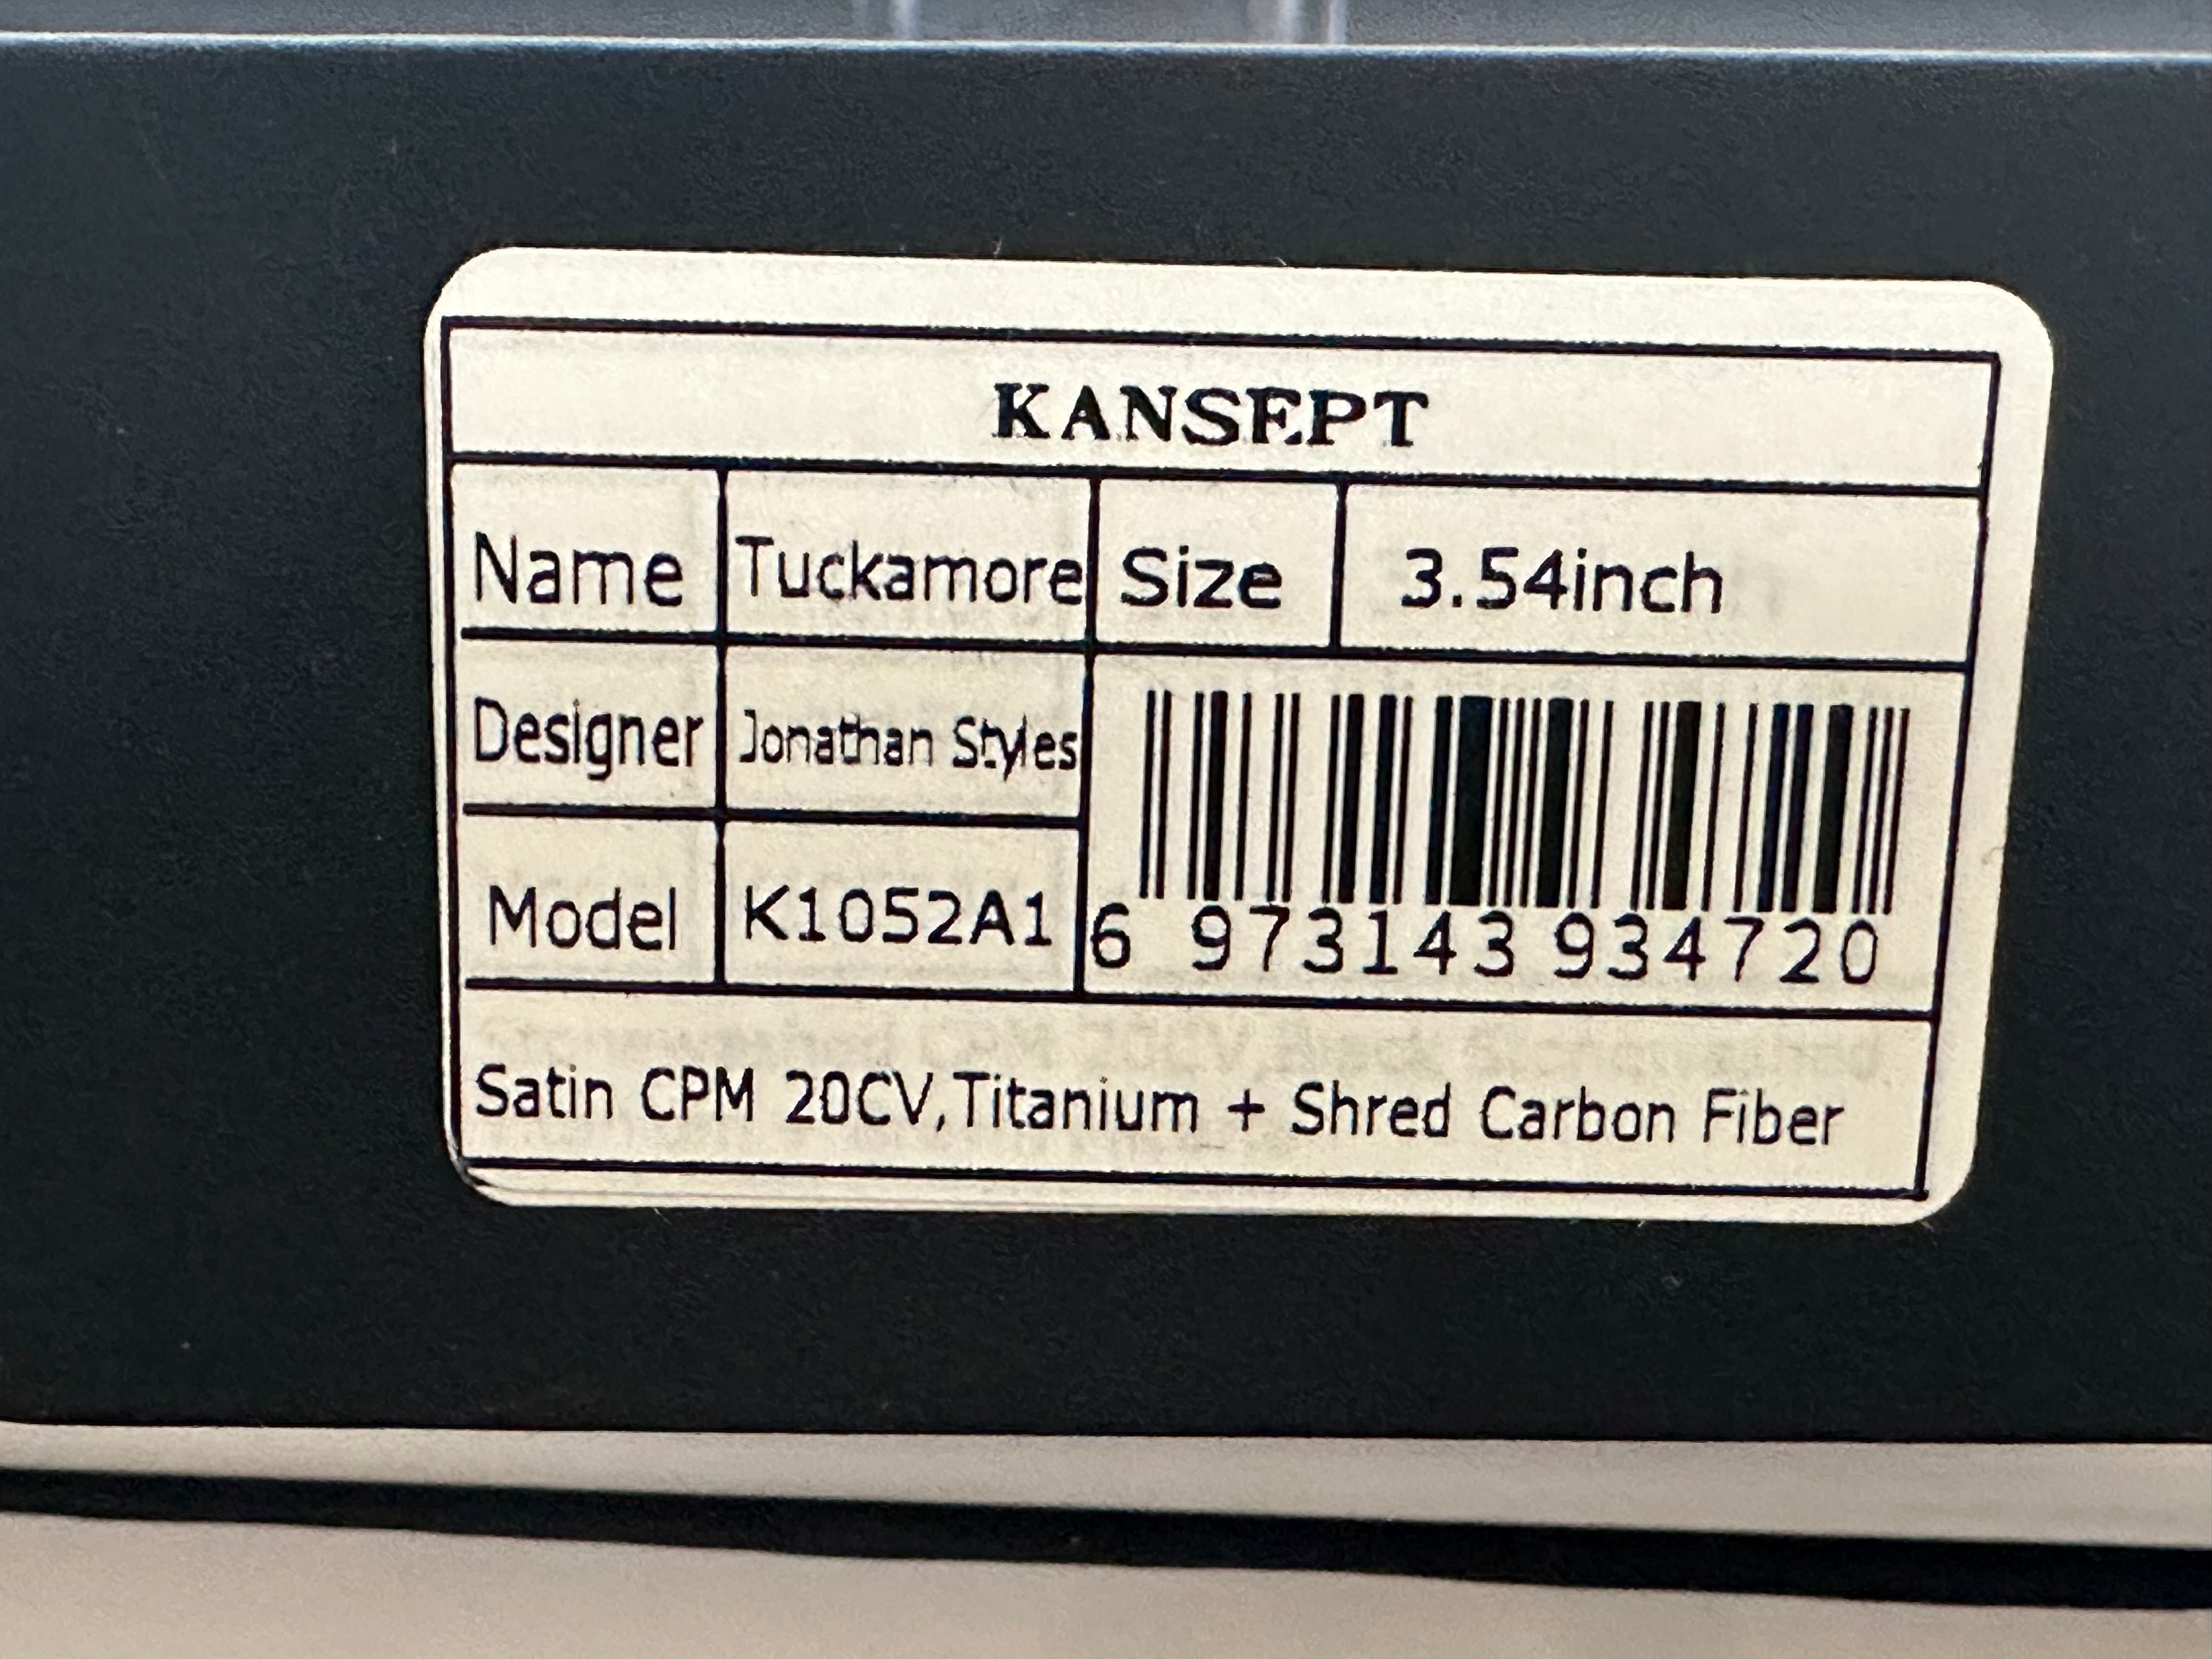 KANSEPT
Name Tuckamore Size 3.54inch
Designer Jonathan Styles
Model K1052A1
6 973143 934720
Satin CPM 20CV,Titanium + Shred Carbon Fiber